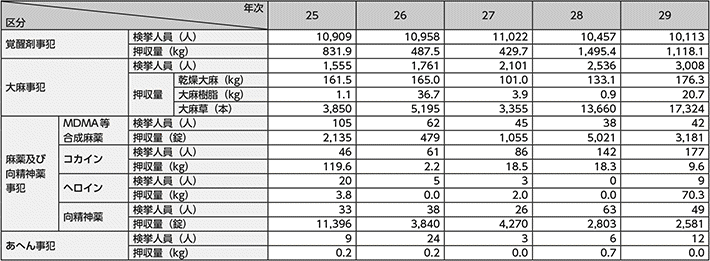 年次
区分 25 26 27 28 29
覚醒剤事犯 検挙人員（人） 10,909 10,958 11,022 10,457 10,113
押収量（kg） 831.9 487.5 429.7 1,495.4 1,118.1
大麻事犯 検挙人員（人） 1,555 1,761 2,101 2,536 3,008
押収量 乾燥大麻（kg） 161.5 165.0 101.0 133.1 176.3
大麻樹脂（kg） 1.1 36.7 3.9 0.9 20.7
大麻草（本） 3,850 5,195 3,355 13,660 17,324
麻薬及び向精神薬事犯 MDMA等合成麻薬 検挙人員（人） 105 62 45 38 42
押収量（錠） 2,135 479 1,055 5,021 3,181
コカイン 検挙人員（人） 46 61 86 142 177
押収量（kg） 119.6 2.2 18.5 18.3 9.6
ヘロイン 検挙人員（人） 20 5 3 0 9
押収量（kg） 3.8 0.0 2.0 0.0 70.3
向精神薬 検挙人員（人） 33 38 26 63 49
押収量（錠） 11,396 3,840 4,270 2,803 2,581
あへん事犯 検挙人員（人） 9 24 3 6 12
押収量（kg） 0.2 0.2 0.0 0.7 0.0